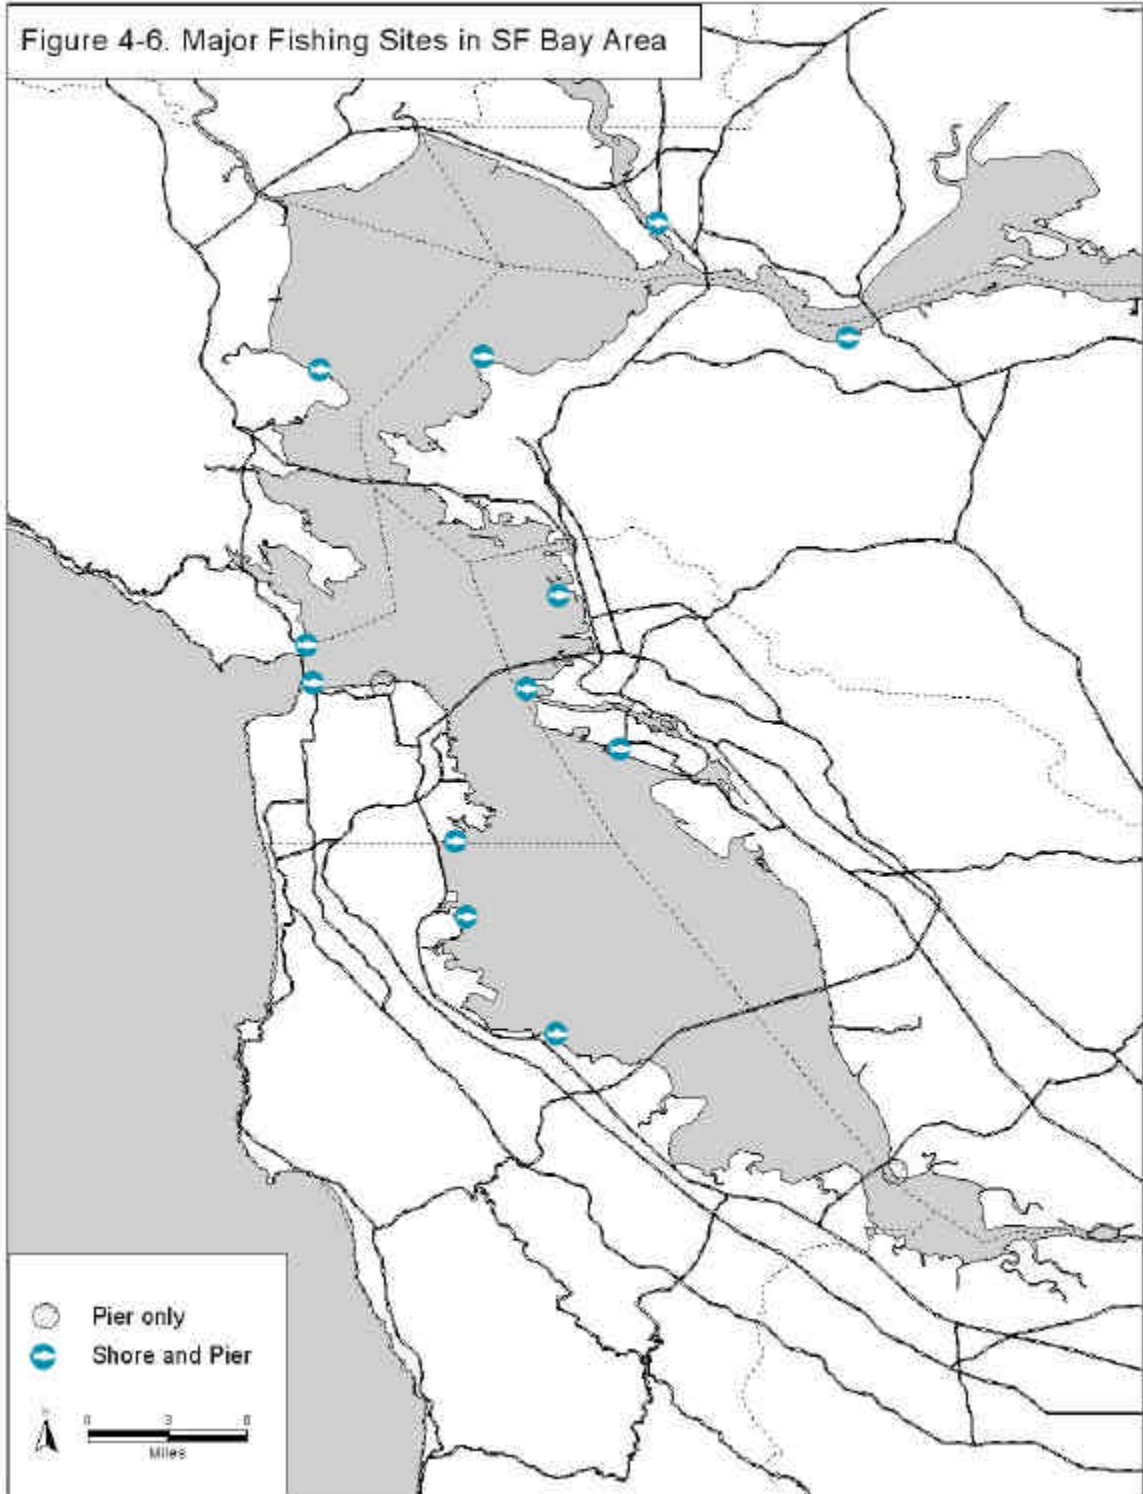 Figure 4-6. Major Fishing Sites in SF Bay Area
Pier only
Shore and Pier
0 3 6
Miles